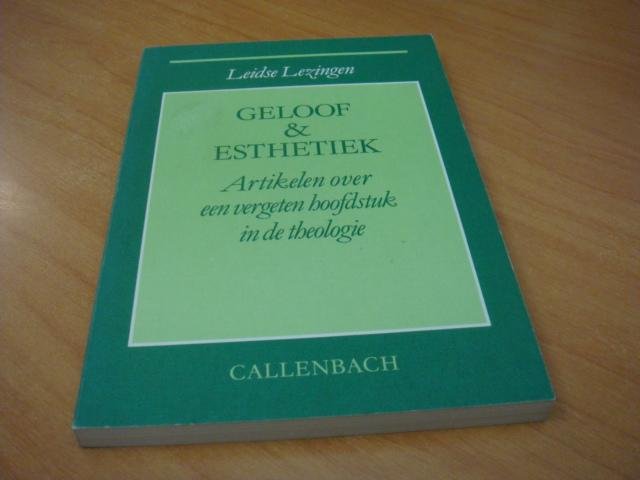 Leidse Lezingen
GELOOF
&
ESTHETIEK
Artikelen over
een vergeten hoofdstuk
in de theologie
CALLENBACH